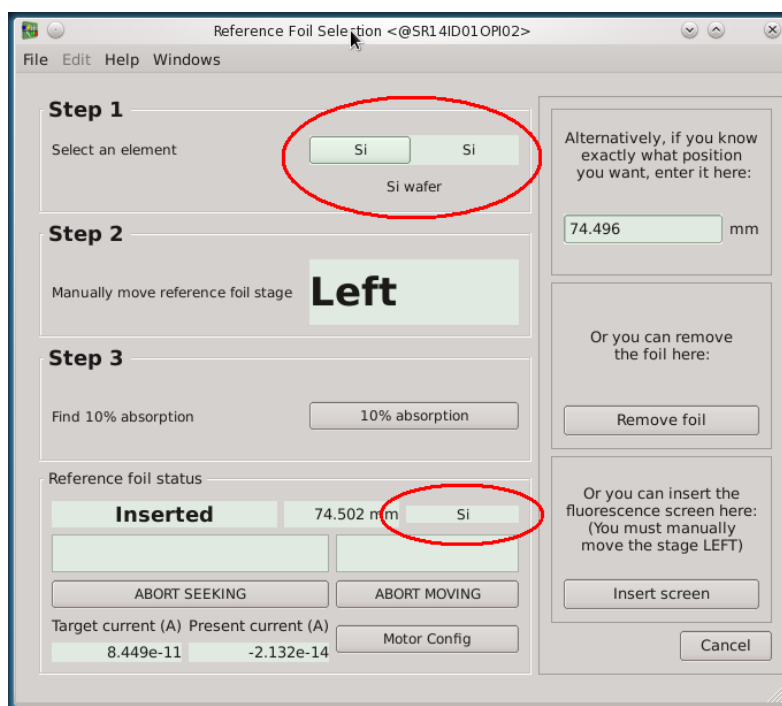 Reference Foil Selection <@SR14ID01OPI02>
File Edit Help Windows
Step 1
Select an element
Si
Si
Si wafer
Step 2
Manually move reference foil stage
Left
Step 3
Find 10% absorption
10% absorption
Reference foil status
Inserted
74.502 mm
Si
ABORT SEEKING
ABORT MOVING
Target current (A)
Present current (A)
8.449e-11
-2.132e-14
Motor Config
Alternatively, if you know
exactly what position
you want, enter it here:
74.496 mm
Or you can remove
the foil here:
Remove foil
Or you can insert the
fluorescence screen here:
(You must manually
move the stage LEFT)
Insert screen
Cancel